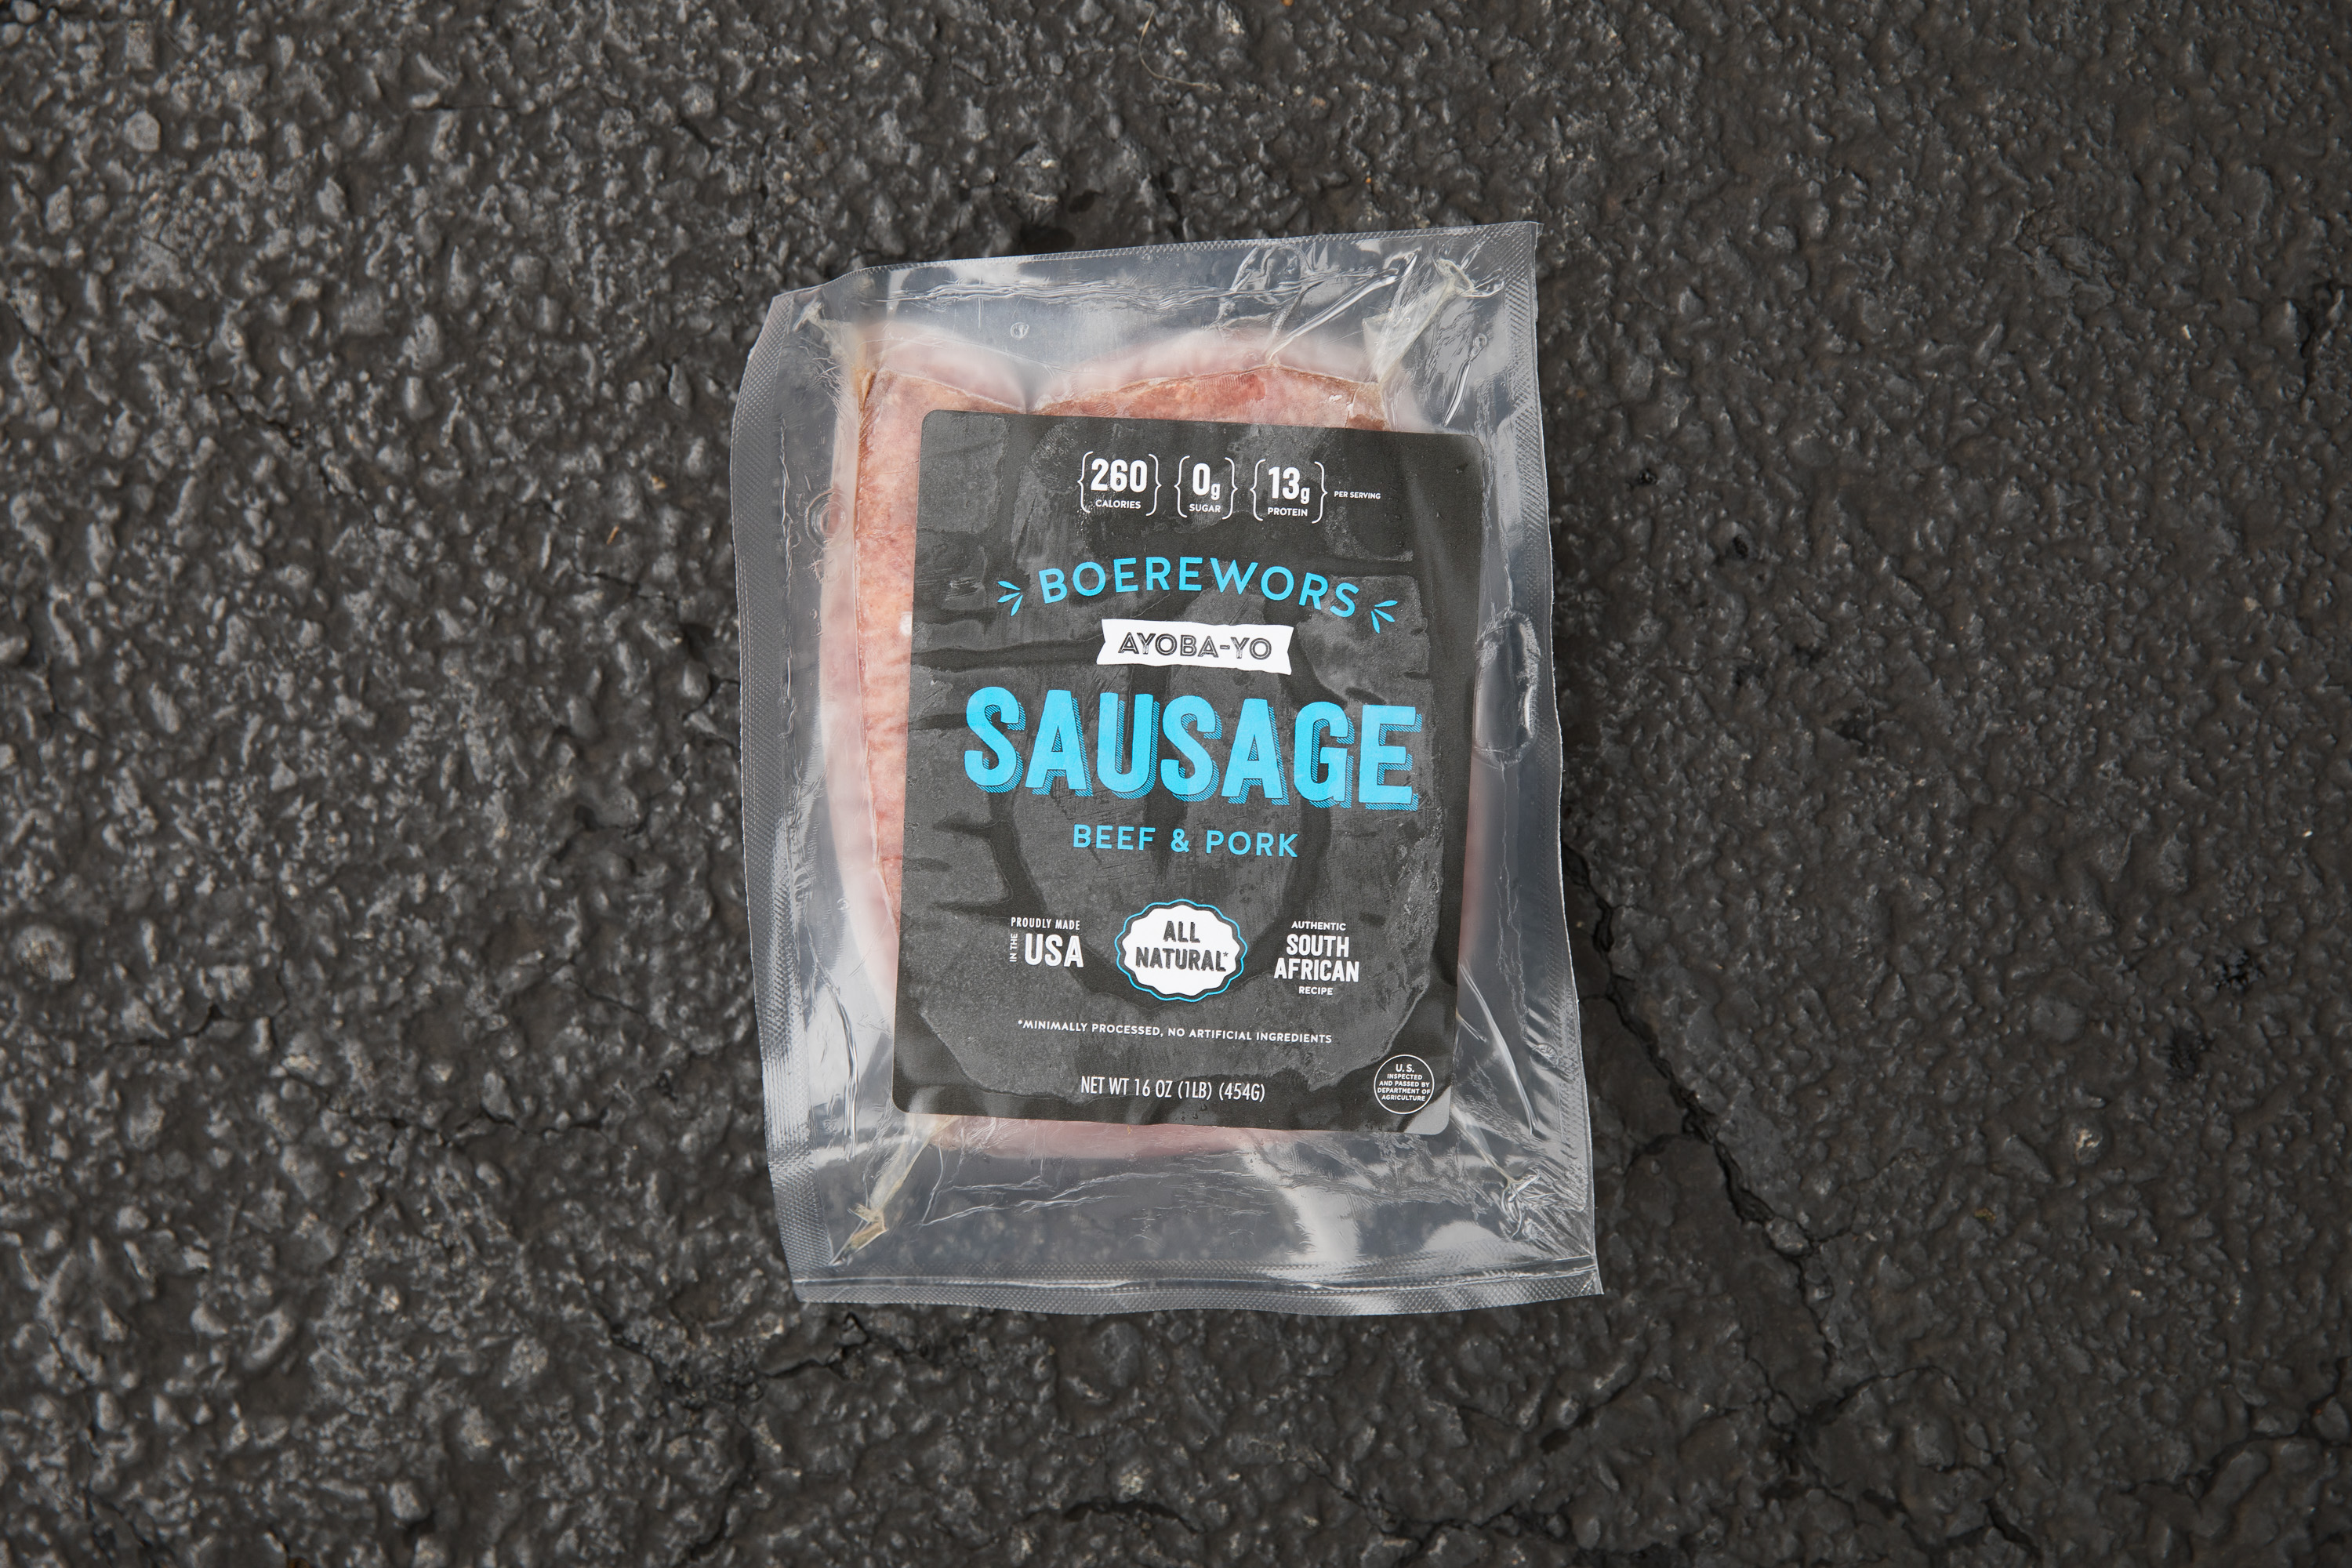 260 0g 13g PER SERVING
CALORIES SUGAR PROTEIN
BOEREWORS
AYOBA-YO
SAUSAGE
BEEF & PORK
PROUDLY MADE
IN THE USA
ALL
NATURAL*
AUTHENTIC
SOUTH
AFRICAN
RECIPE
*MINIMALLY PROCESSED, NO ARTIFICIAL INGREDIENTS
NET WT 16 OZ (1LB) (454G)
U.S.
INSPECTED
AND PASSED BY
DEPARTMENT OF
AGRICULTURE